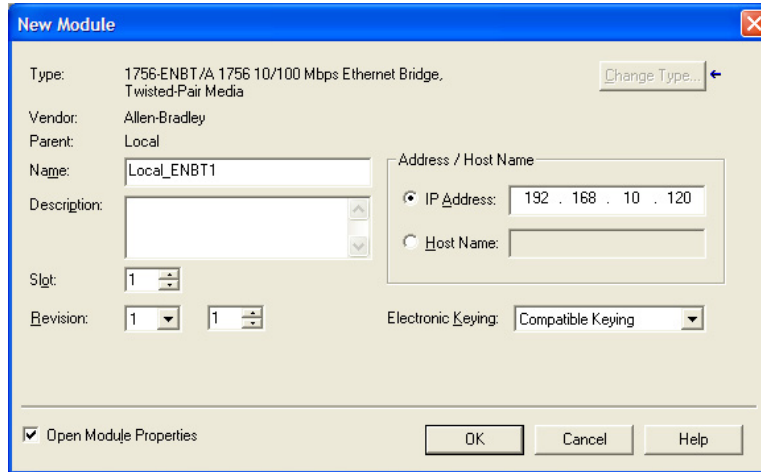 New Module
Type: 1756-ENBT/A 1756 10/100 Mbps Ethernet Bridge,
Twisted-Pair Media
Change Type...
Vendor: Allen-Bradley
Parent: Local
Name: Local_ENBT1
Address / Host Name
IP Address: 192 . 168 . 10 . 120
Description:
Host Name:
Slot: 1
Revision: 1 1
Electronic Keying: Compatible Keying
Open Module Properties
OK Cancel Help